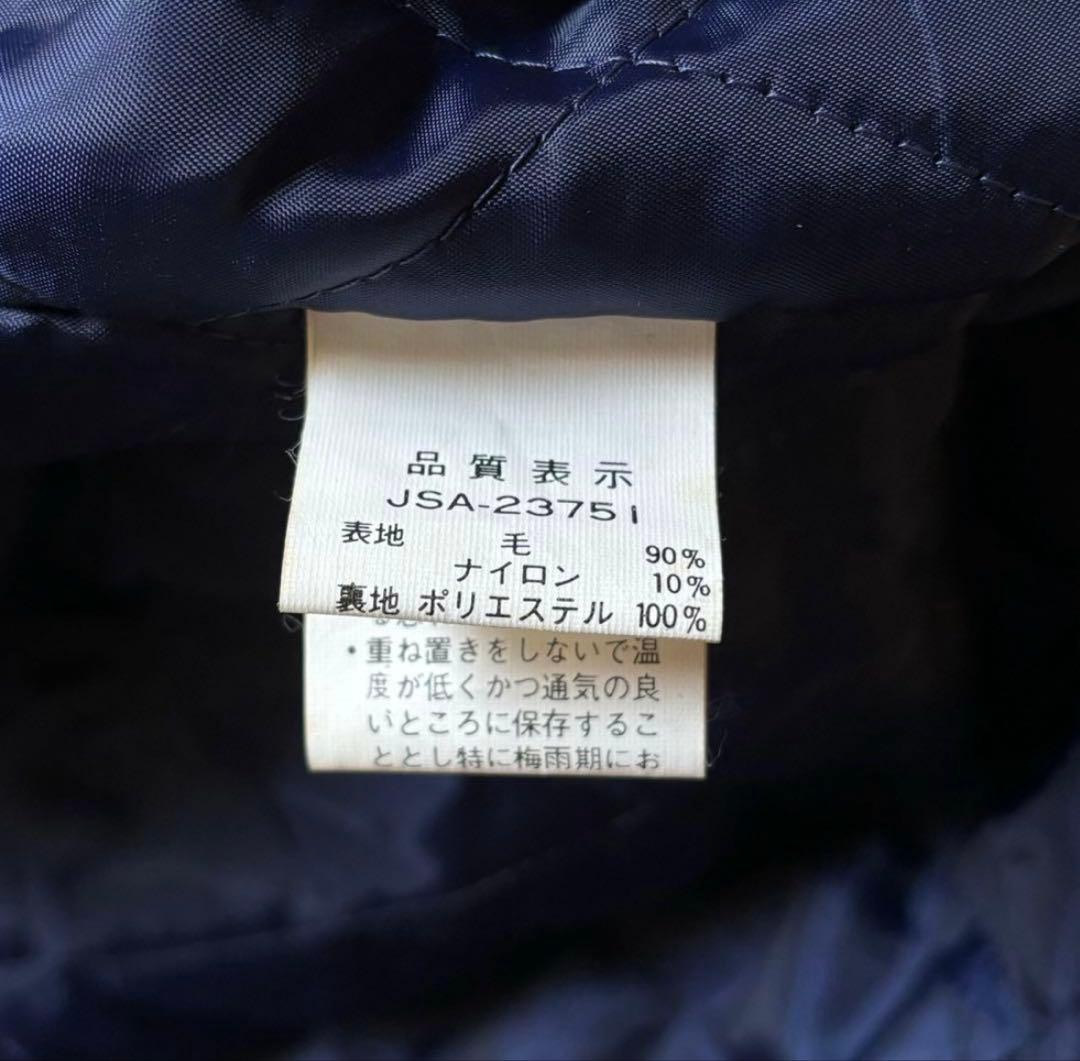 品質表示
JSA-23751
表地 毛 90%
ナイロン 10%
裏地 ポリエステル 100%
・重ね置きをしないで温
度が低くかつ通気の良
いところに保存するこ
ととし特に梅雨期にお